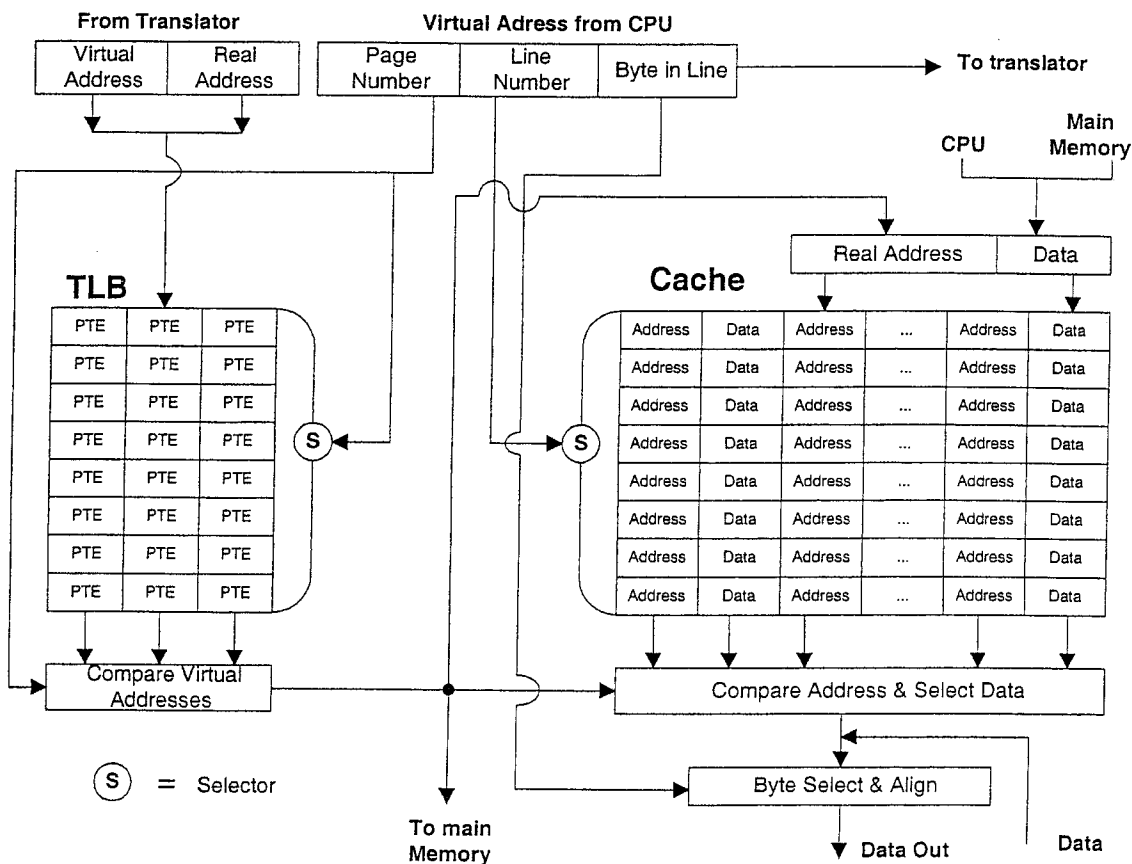 From Translator
Virtual Adress from CPU
Virtual
Address
Real
Address
Page
Number
Line
Number
Byte in Line
To translator
CPU
Main
Memory
Real Address
Data
TLB
Cache
PTE PTE PTE
PTE PTE PTE
PTE PTE PTE
PTE PTE PTE
PTE PTE PTE
PTE PTE PTE
PTE PTE PTE
PTE PTE PTE
S
S
Address Data Address ... Address Data
Address Data Address ... Address Data
Address Data Address ... Address Data
Address Data Address ... Address Data
Address Data Address ... Address Data
Address Data Address ... Address Data
Address Data Address ... Address Data
Address Data Address ... Address Data
Compare Virtual
Addresses
Compare Address & Select Data
S = Selector
Byte Select & Align
To main
Memory
Data Out
Data